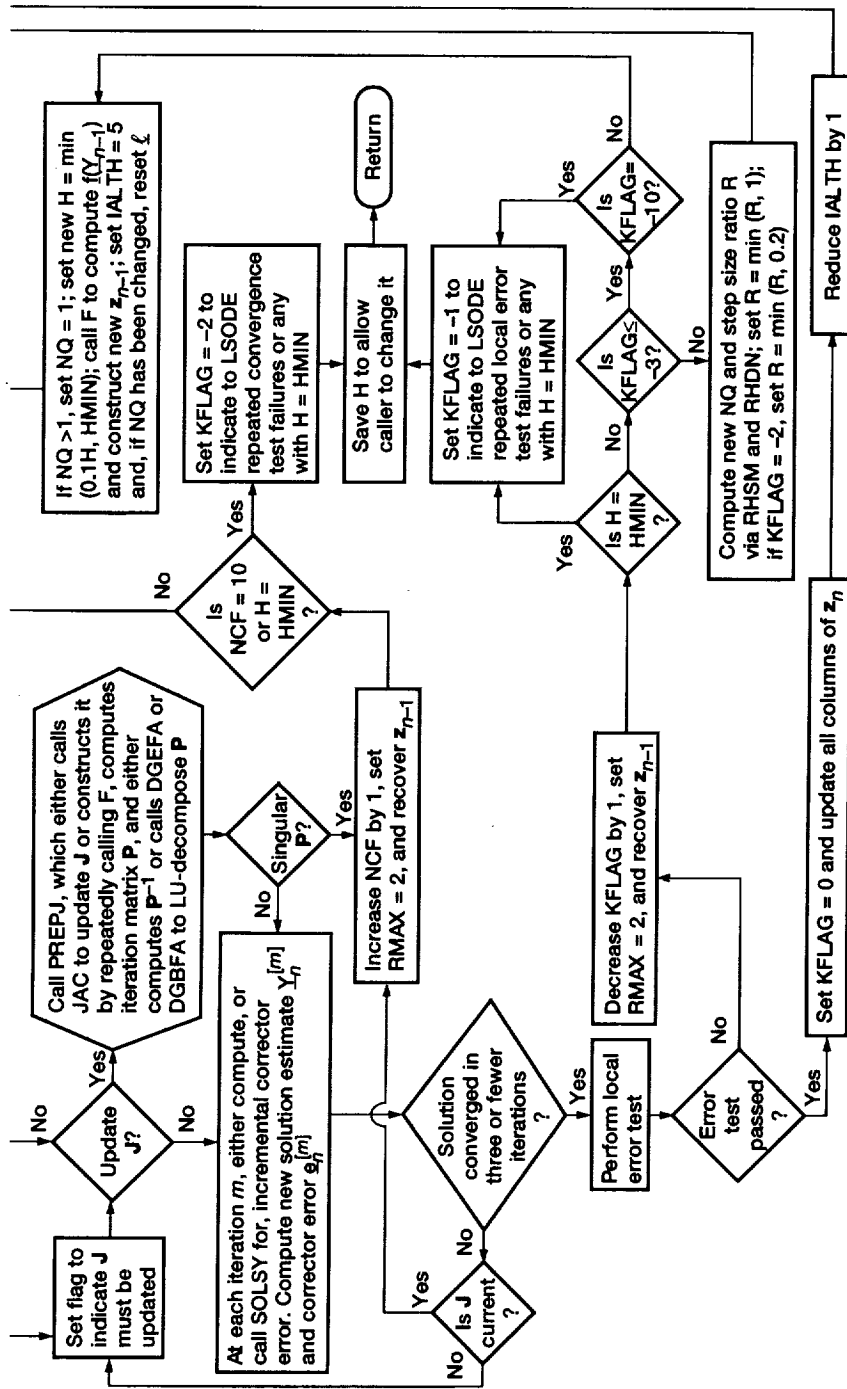 No
Set flag to
indicate J
must be
updated
Update
J?
Yes
No
Call PREPJ, which either calls
JAC to update J or constructs it
by repeatedly calling F, computes
iteration matrix P, and either
computes P⁻¹ or calls DGEFA or
DGBFA to LU-decompose P
Singular
P?
No
Yes
At each iteration m, either compute, or
call SOLSY for, incremental corrector
error. Compute new solution estimate Y_n^[m]
and corrector error e_n^[m]
Increase NCF by 1, set
RMAX = 2, and recover z_n–1
Is
NCF = 10
or H =
HMIN
?
No
Yes
If NQ >1, set NQ = 1; set new H = min
(0.1H, HMIN); call F to compute f(Y_n–1)
and construct new z_n–1; set IALTH = 5
and, if NQ has been changed, reset ℓ
Set KFLAG = –2 to
indicate to LSODE
repeated convergence
test failures or any
with H = HMIN
Save H to allow
caller to change it
Return
Set KFLAG = –1 to
indicate to LSODE
repeated local error
test failures or any
with H = HMIN
Solution
converged in
three or fewer
iterations
?
No
Yes
Is J
current
?
Yes
No
Perform local
error test
Error
test
passed
?
No
Yes
Decrease KFLAG by 1, set
RMAX = 2, and recover z_n–1
Is H =
HMIN
?
Yes
No
Is
KFLAG≤
–3?
Yes
No
Is
KFLAG=
–10?
Yes
No
Compute new NQ and step size ratio R
via RHSM and RHDN; set R = min (R, 1);
if KFLAG = –2, set R = min (R, 0.2)
Set KFLAG = 0 and update all columns of z_n
Reduce IALTH by 1